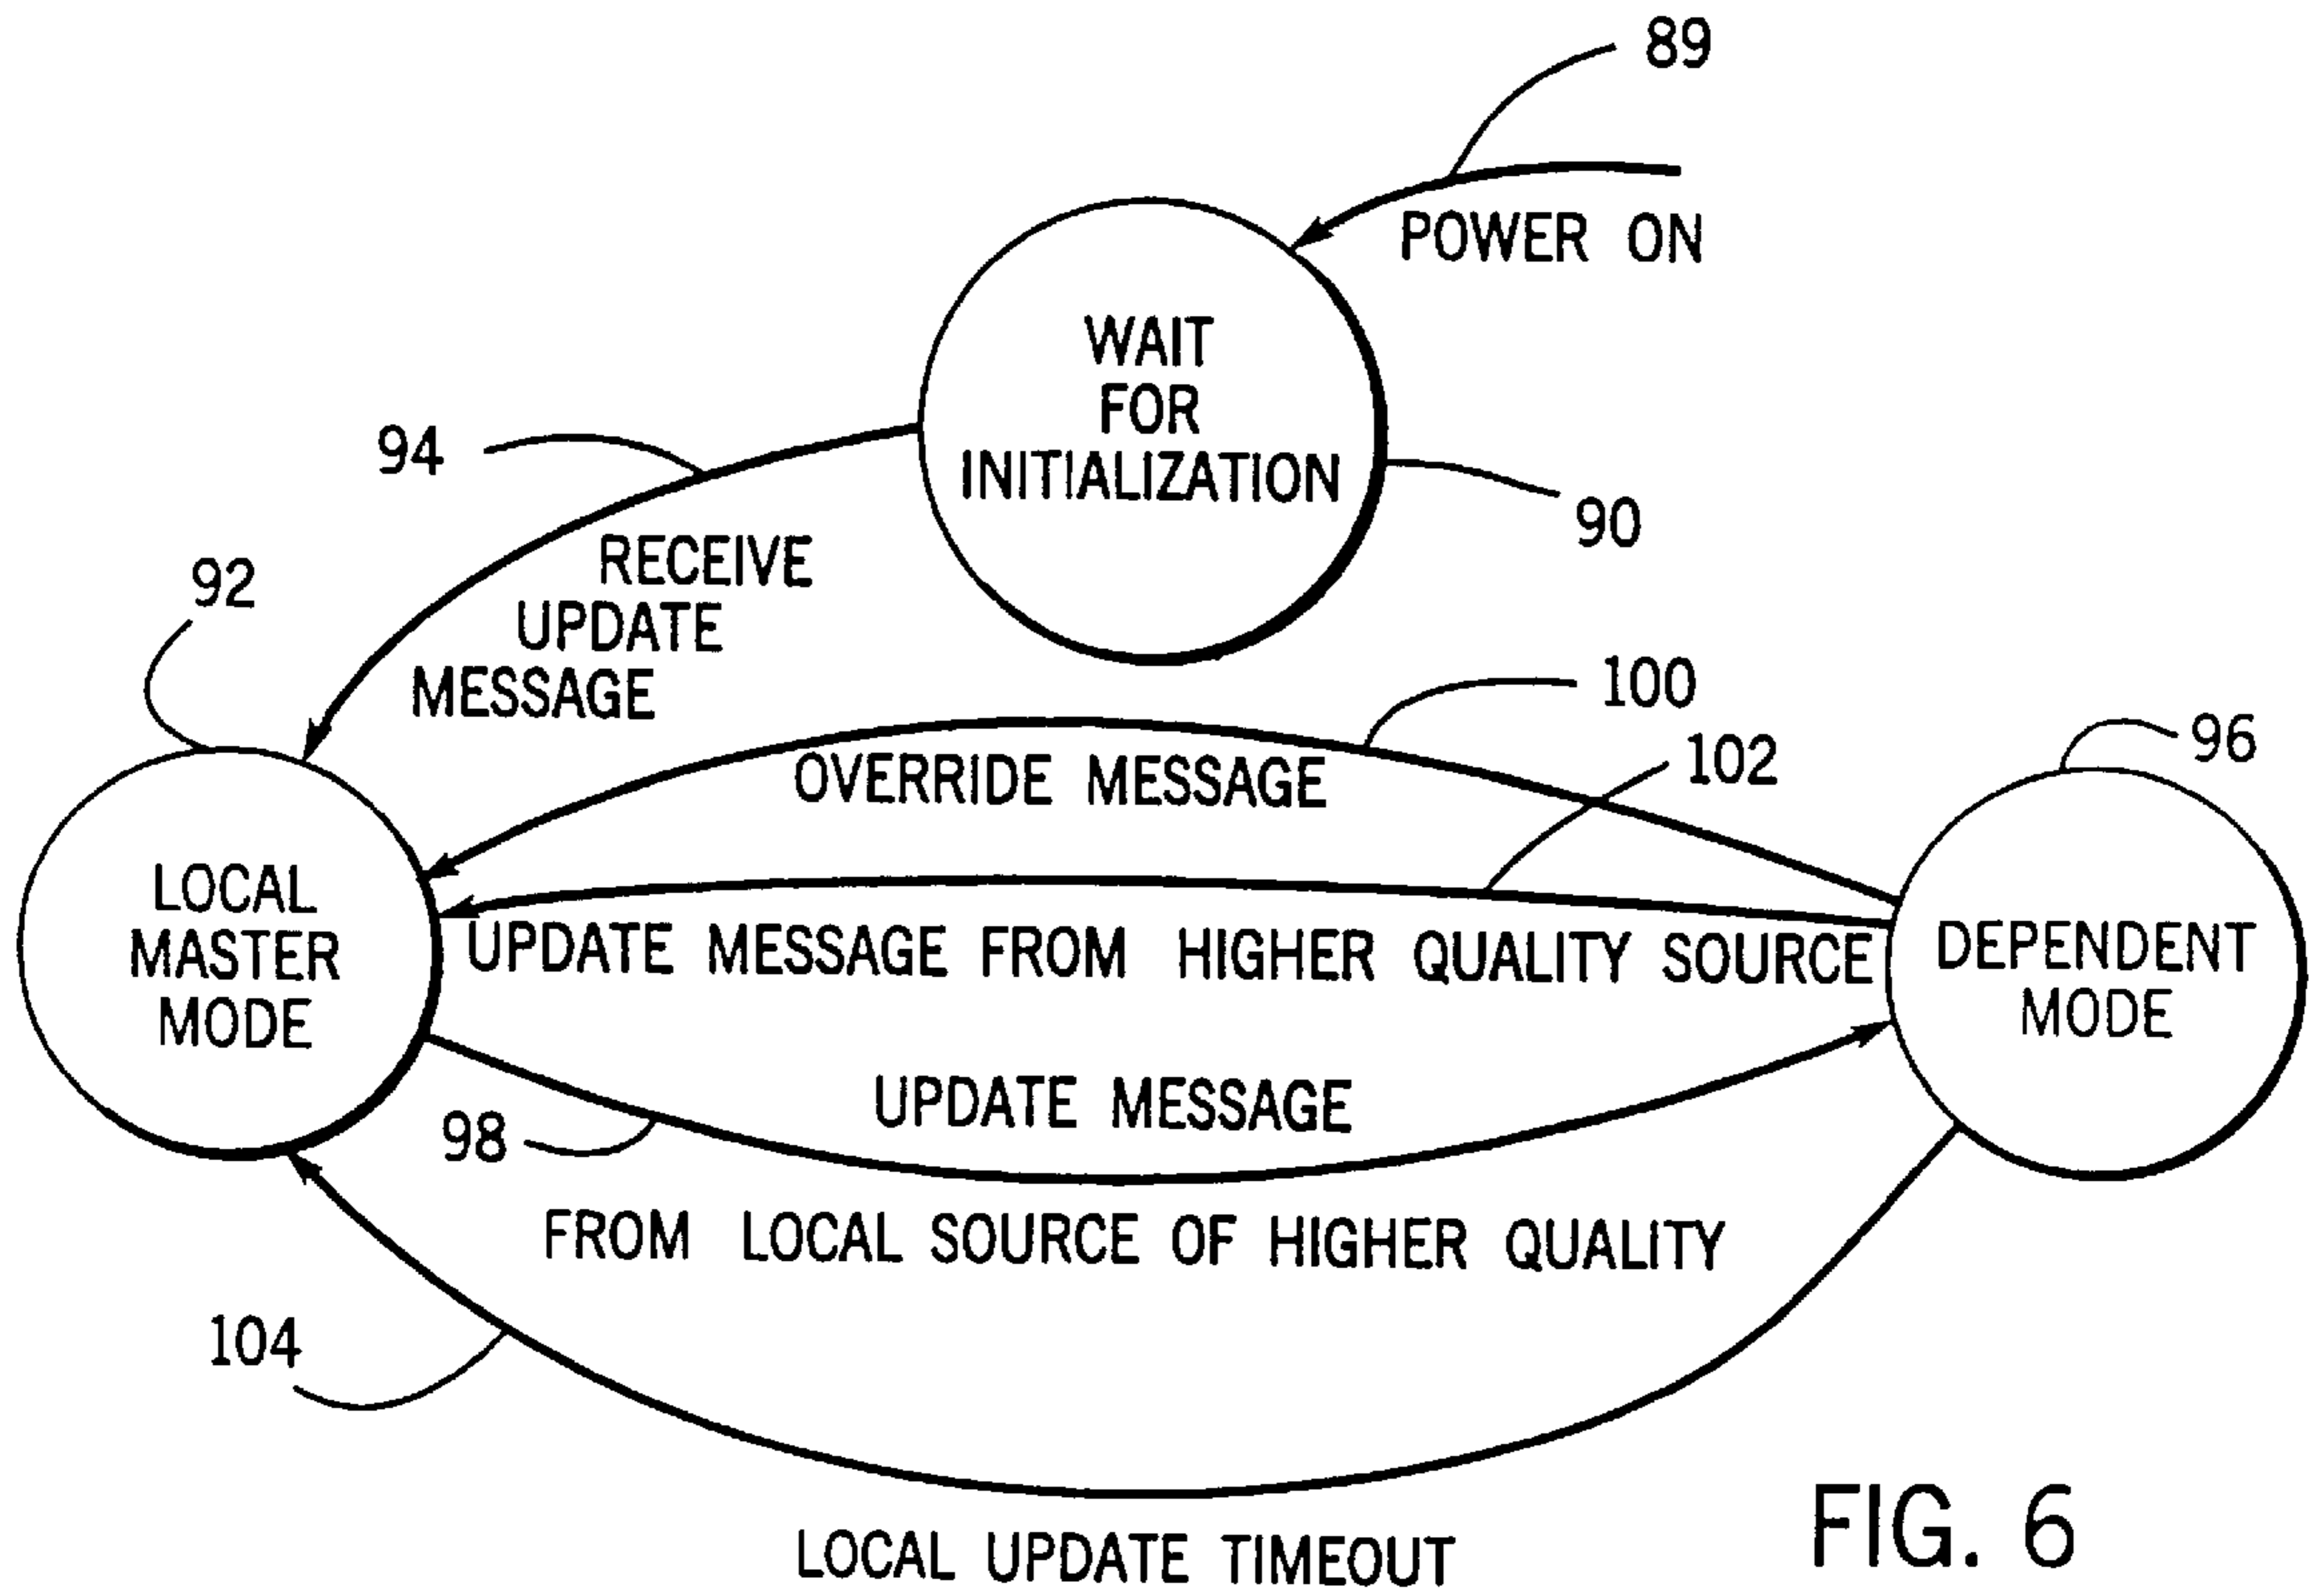 89
POWER ON
WAIT
FOR
INITIALIZATION
90
94
RECEIVE
UPDATE
MESSAGE
92
100
OVERRIDE MESSAGE
102
96
LOCAL
MASTER
MODE
UPDATE MESSAGE FROM HIGHER QUALITY SOURCE
DEPENDENT
MODE
UPDATE MESSAGE
98
FROM LOCAL SOURCE OF HIGHER QUALITY
104
LOCAL UPDATE TIMEOUT
FIG. 6